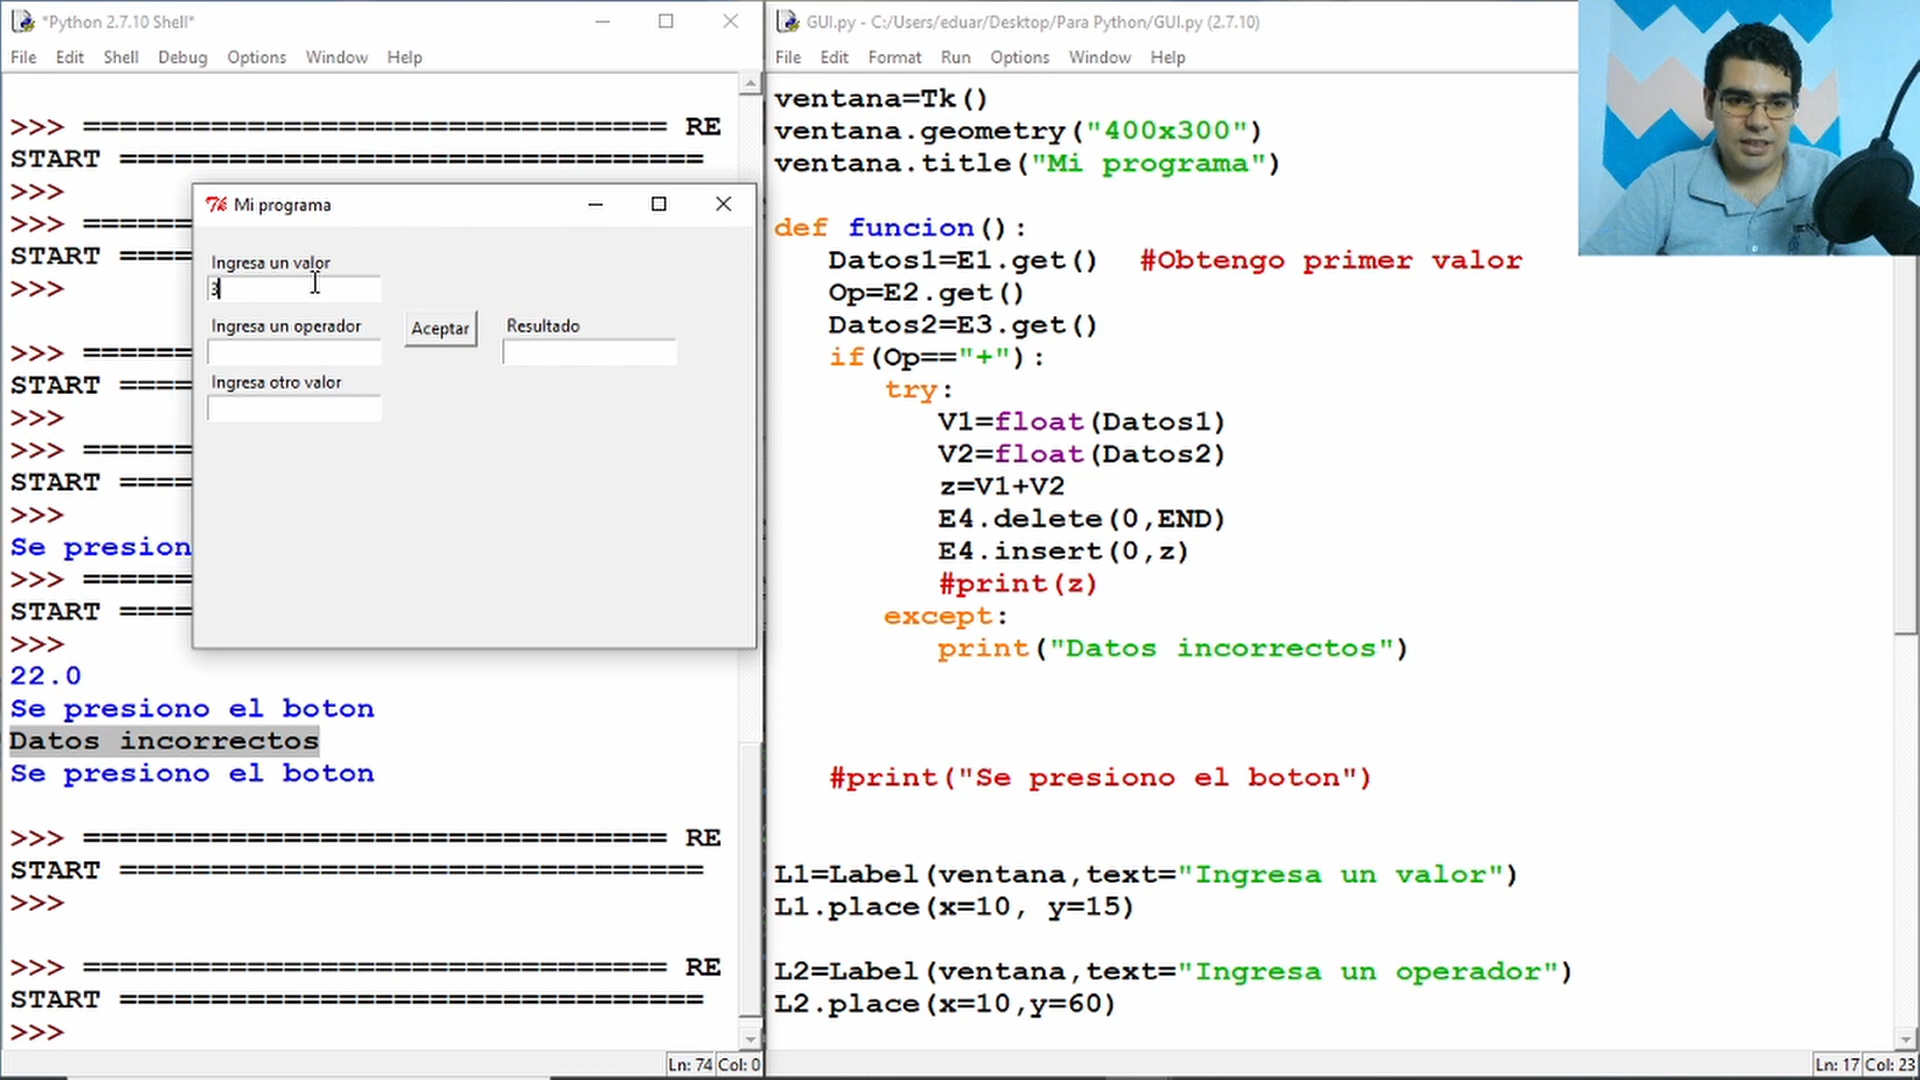 *Python 2.7.10 Shell*
File Edit Shell Debug Options Window Help
>>> ================================ RE
START ================================
>>>
>>> ======
START ====
>>>
>>> ======
START ====
>>>
>>> ======
START ====
>>>
Se presion
>>> ======
START ====
>>>
22.0
Se presiono el boton
Datos incorrectos
Se presiono el boton
>>> ================================ RE
START ================================
>>>
>>> ================================ RE
START ================================
>>>
Ln: 74 Col: 0
Mi programa
Ingresa un valor
3
Ingresa un operador
Aceptar
Resultado
Ingresa otro valor
GUI.py - C:/Users/eduar/Desktop/Para Python/GUI.py (2.7.10)
File Edit Format Run Options Window Help
ventana=Tk()
ventana.geometry("400x300")
ventana.title("Mi programa")
def funcion():
Datos1=E1.get() #Obtengo primer valor
Op=E2.get()
Datos2=E3.get()
if(Op=="+"):
try:
V1=float(Datos1)
V2=float(Datos2)
z=V1+V2
E4.delete(0,END)
E4.insert(0,z)
#print(z)
except:
print("Datos incorrectos")
#print("Se presiono el boton")
L1=Label(ventana,text="Ingresa un valor")
L1.place(x=10, y=15)
L2=Label(ventana,text="Ingresa un operador")
L2.place(x=10,y=60)
Ln: 17 Col: 23